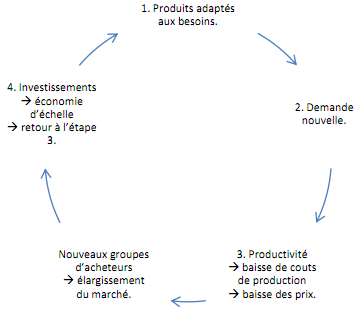 1. Produits adaptés
aux besoins.
2. Demande
nouvelle.
3. Productivité
→ baisse de couts
de production
→ baisse des prix.
Nouveaux groupes
d'acheteurs
→ élargissement
du marché.
4. Investissements
→ économie
d'échelle
→ retour à l'étape
3.